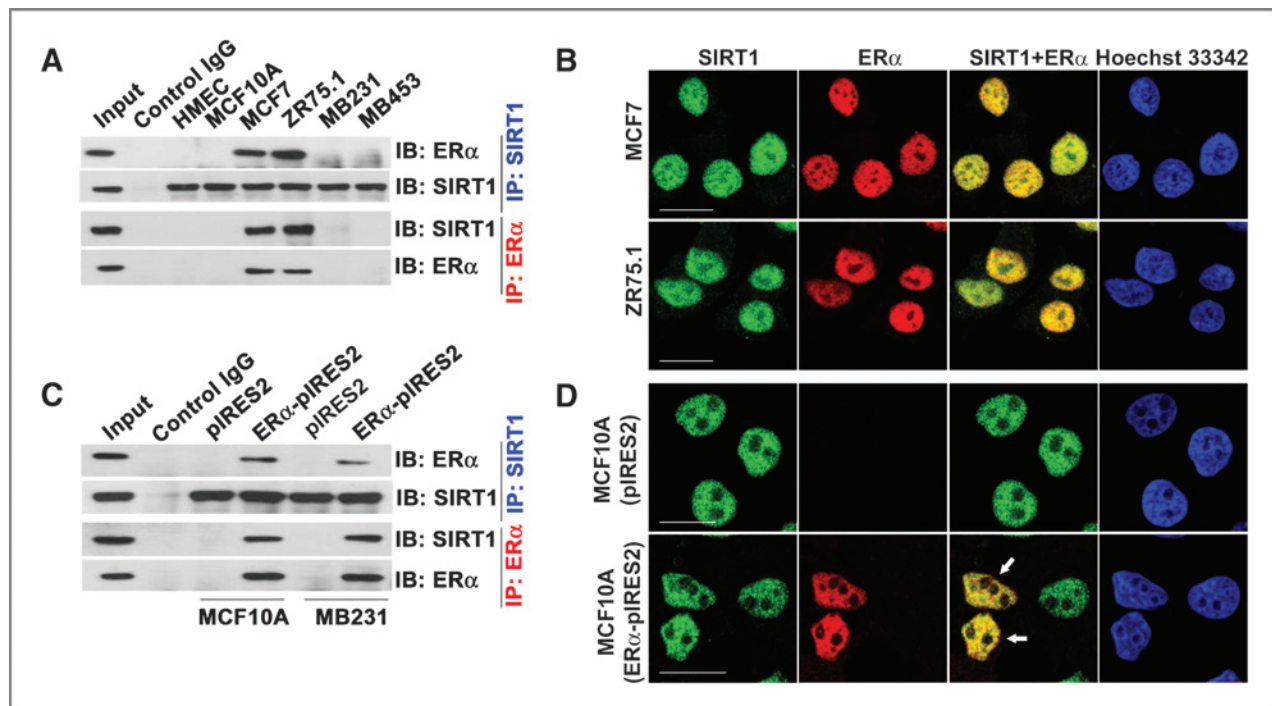 A
Input
Control IgG
HMEC
MCF10A
MCF7
ZR75.1
MB231
MB453
IB: ERα
IB: SIRT1
IP: SIRT1
IB: SIRT1
IB: ERα
IP: ERα
B
SIRT1
ERα
SIRT1+ERα
Hoechst 33342
MCF7
ZR75.1
C
Input
Control IgG
pIRES2
ERα-pIRES2
pIRES2
ERα-pIRES2
IB: ERα
IB: SIRT1
IP: SIRT1
IB: SIRT1
IB: ERα
IP: ERα
MCF10A
MB231
D
MCF10A
(pIRES2)
MCF10A
(ERα-pIRES2)